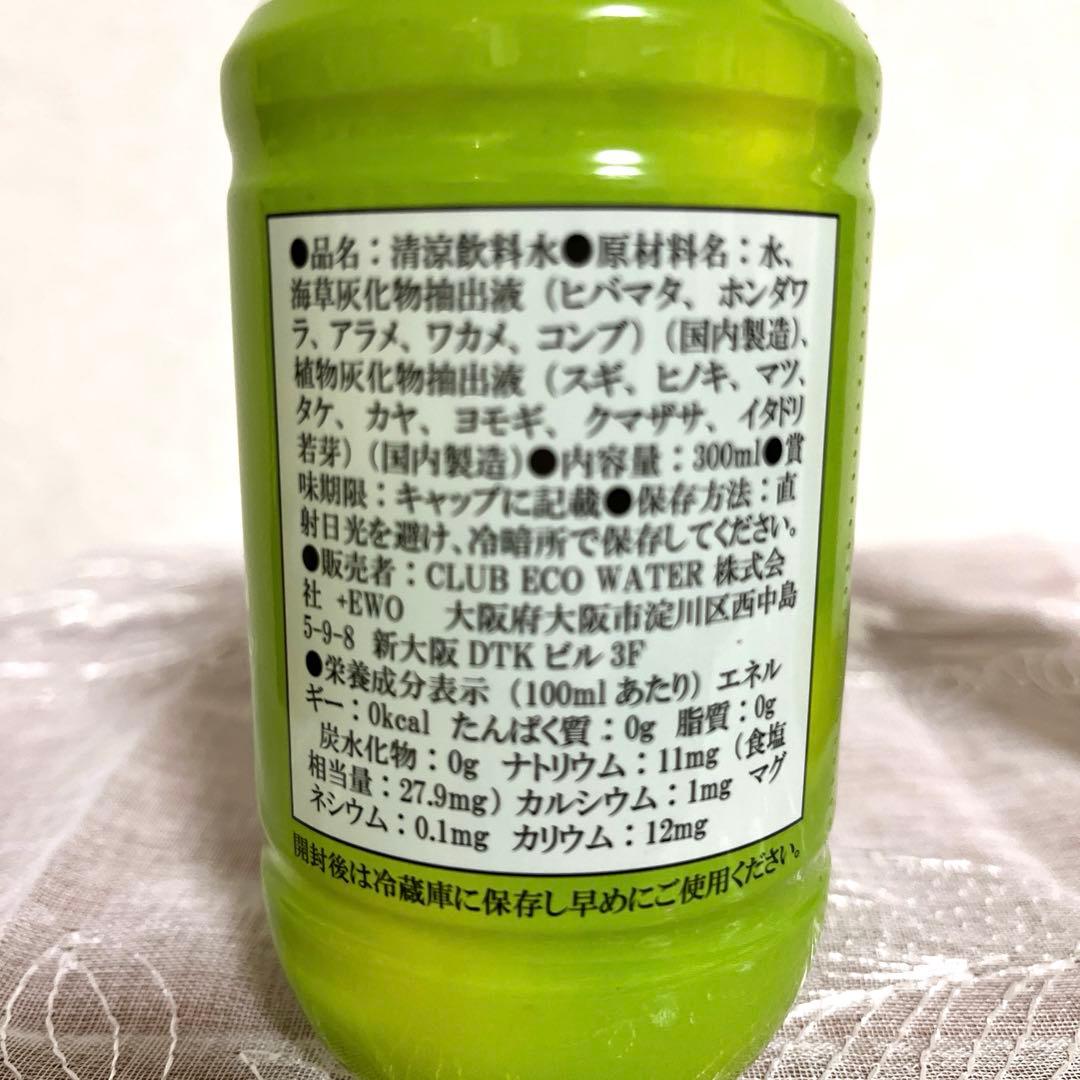 ●品名：清涼飲料水●原材料名：水、
海草灰化物抽出液（ヒバマタ、ホンダワ
ラ、アラメ、ワカメ、コンブ）（国内製造）、
植物灰化物抽出液（スギ、ヒノキ、マツ、
タケ、カヤ、ヨモギ、クマザサ、イタドリ
若芽）（国内製造）●内容量：300ml●賞
味期限：キャップに記載●保存方法：直
射日光を避け、冷暗所で保存してください。
●販売者：CLUB ECO WATER 株式会
社 +EWO 大阪府大阪市淀川区西中島
5-9-8 新大阪 DTK ビル 3F
●栄養成分表示（100ml あたり）エネル
ギー：0kcal たんぱく質：0g 脂質：0g
炭水化物：0g ナトリウム：11mg（食塩
相当量：27.9mg）カルシウム：1mg マグ
ネシウム：0.1mg カリウム：12mg
開封後は冷蔵庫に保存し早めにご使用ください。